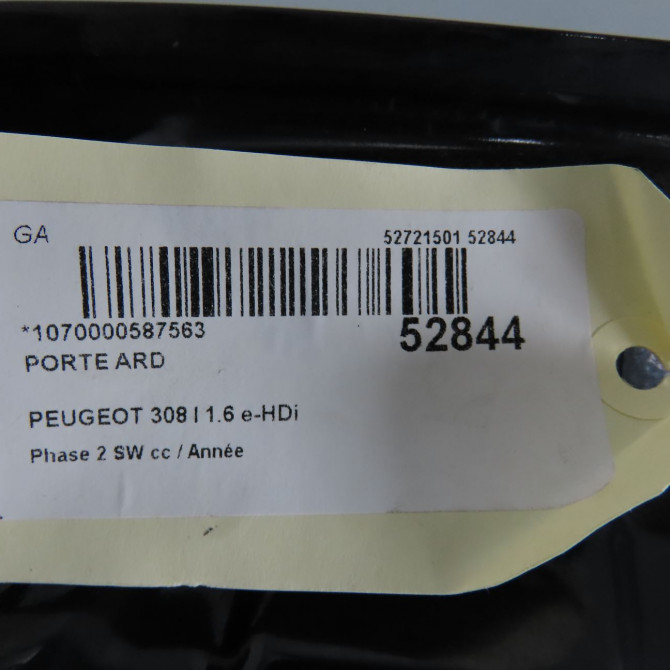 GA
52721501 52844
*1070000587563
52844
PORTE ARD
PEUGEOT 308 I 1.6 e-HDi
Phase 2 SW cc / Année